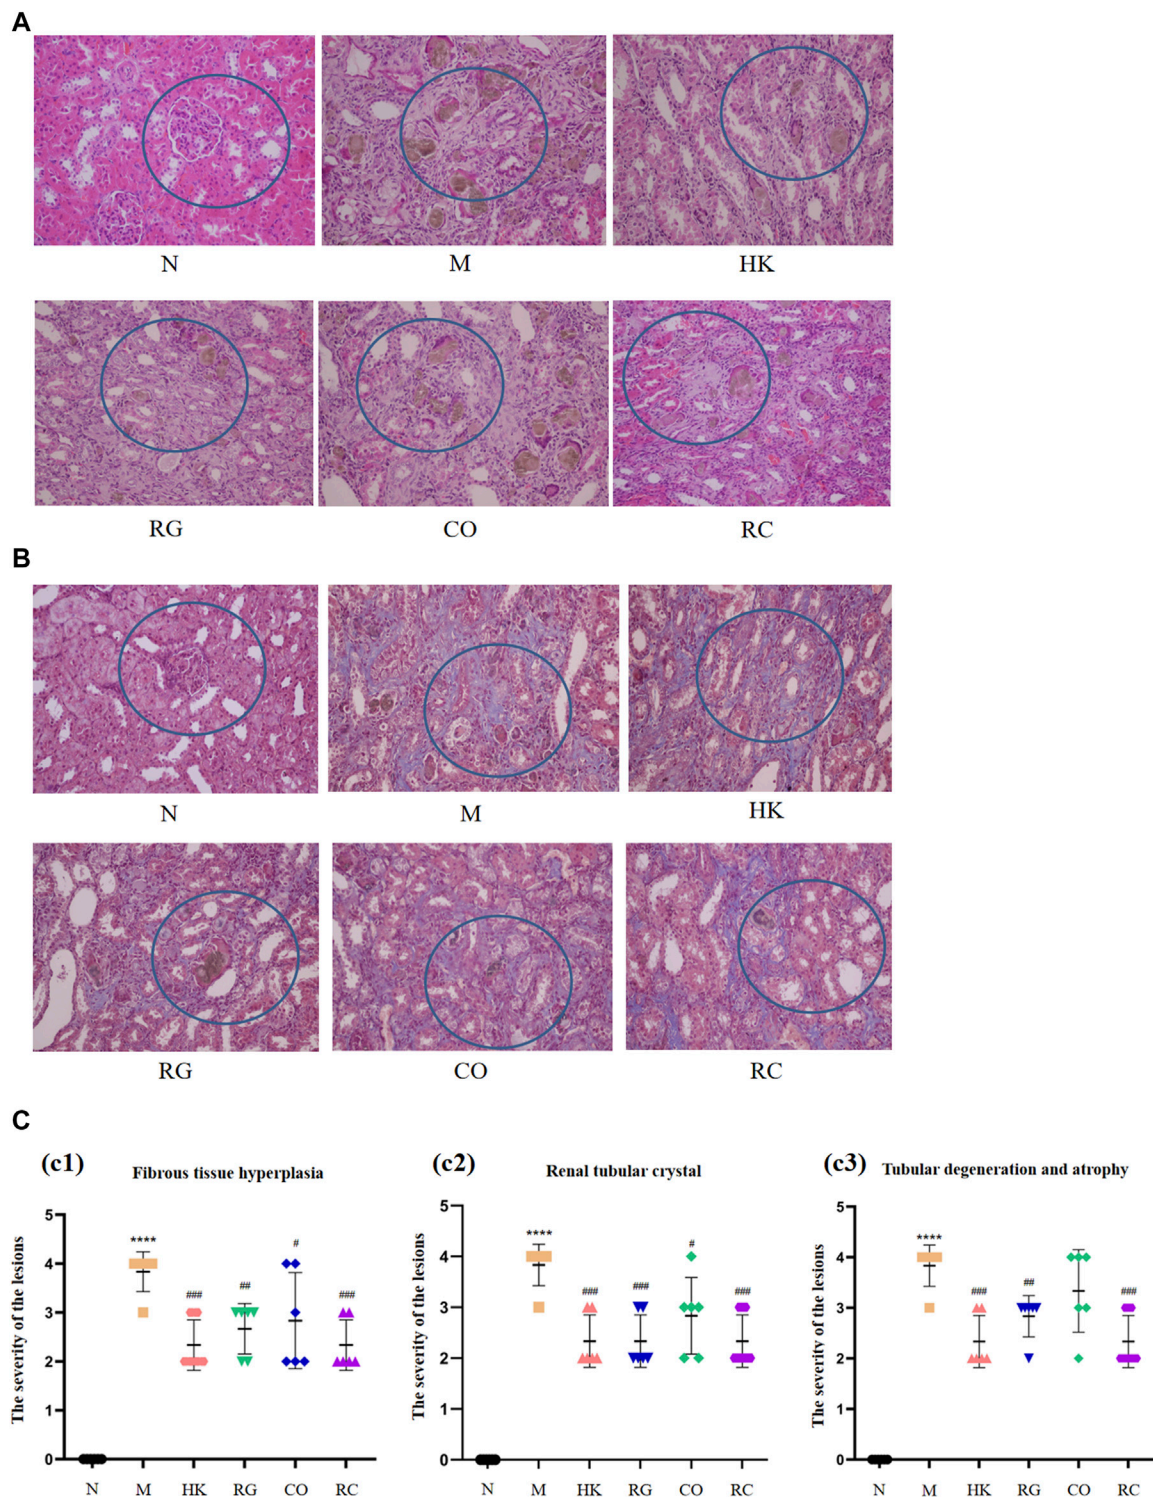 A
N M HK
RG CO RC
B
N M HK
RG CO RC
C
(c1) Fibrous tissue hyperplasia
The severity of the lesions
5
4
3
2
1
0
**** ### ## # ###
N M HK RG CO RC
(c2) Renal tubular crystal
The severity of the lesions
5
4
3
2
1
0
**** ### ### # ###
N M HK RG CO RC
(c3) Tubular degeneration and atrophy
The severity of the lesions
5
4
3
2
1
0
**** ### ## ###
N M HK RG CO RC